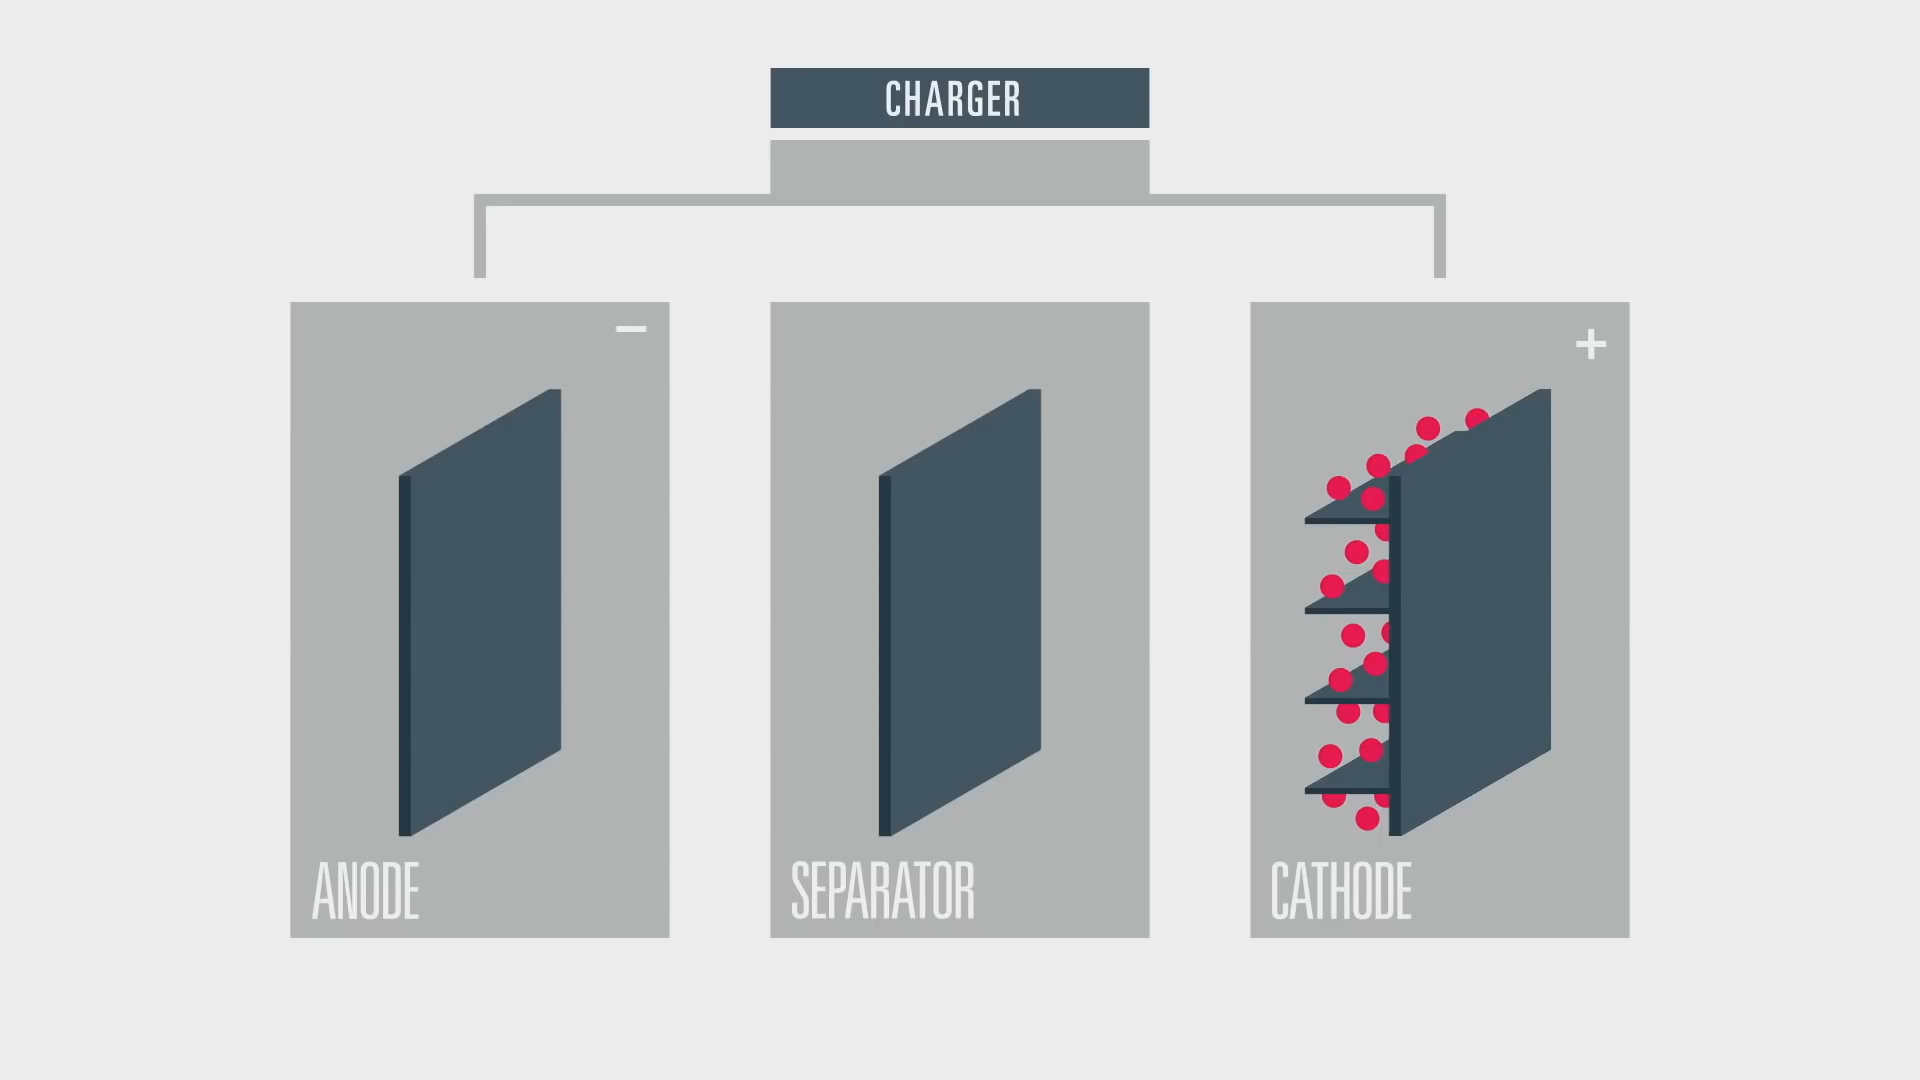 CHARGER
−
+
ANODE
SEPARATOR
CATHODE